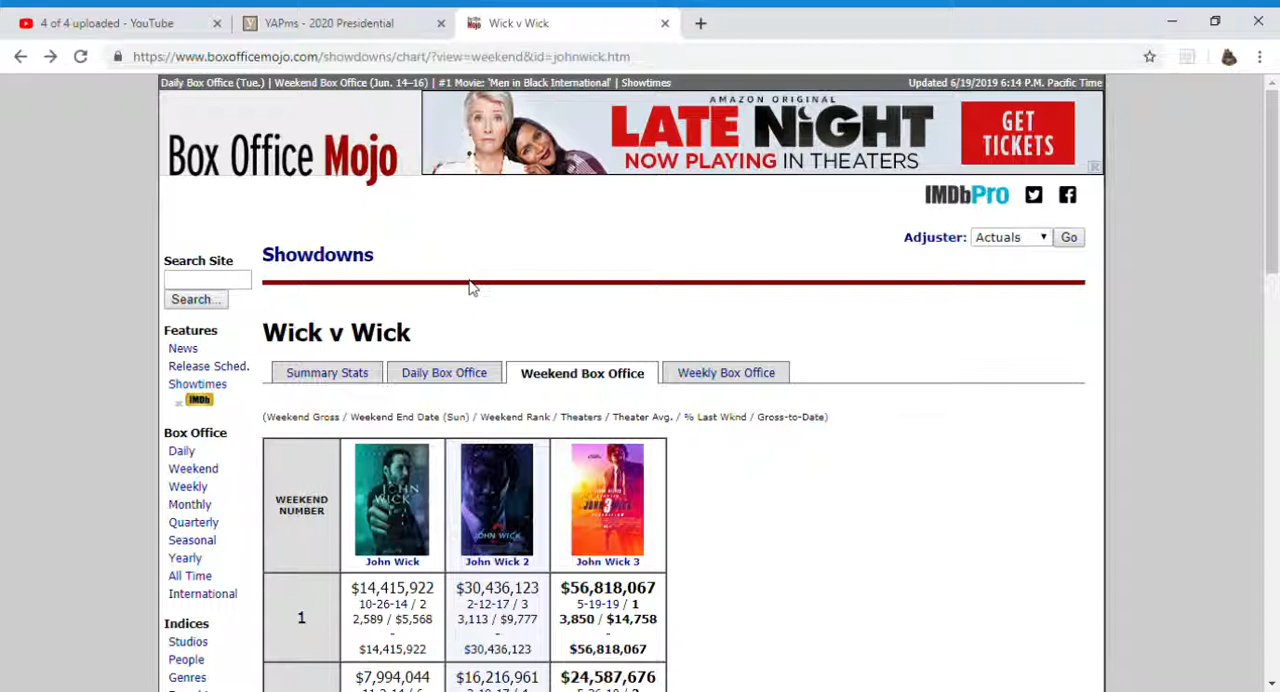 4 of 4 uploaded - YouTube
YAPms - 2020 Presidential
Wick v Wick
https://www.boxofficemojo.com/showdowns/chart/?view=weekend&id=johnwick.htm
Daily Box Office (Tue.) | Weekend Box Office (Jun. 14–16) | #1 Movie: 'Men in Black International' | Showtimes
Updated 6/19/2019 6:14 P.M. Pacific Time
Box Office Mojo
AMAZON ORIGINAL
LATE NiGHT
NOW PLAYING IN THEATERS
GET
TICKETS
IMDbPro
Adjuster: Actuals Go
Search Site
Search...
Features
News
Release Sched.
Showtimes
at IMDb
Box Office
Daily
Weekend
Weekly
Monthly
Quarterly
Seasonal
Yearly
All Time
International
Indices
Studios
People
Genres
Showdowns
Wick v Wick
Summary Stats
Daily Box Office
Weekend Box Office
Weekly Box Office
(Weekend Gross / Weekend End Date (Sun) / Weekend Rank / Theaters / Theater Avg. / % Last Wknd / Gross-to-Date)
WEEKEND
NUMBER
John Wick
John Wick 2
John Wick 3
1
$14,415,922
10-26-14 / 2
2,589 / $5,568
-
$14,415,922
$30,436,123
2-12-17 / 3
3,113 / $9,777
-
$30,436,123
$56,818,067
5-19-19 / 1
3,850 / $14,758
-
$56,818,067
$7,994,044
$16,216,961
$24,587,676